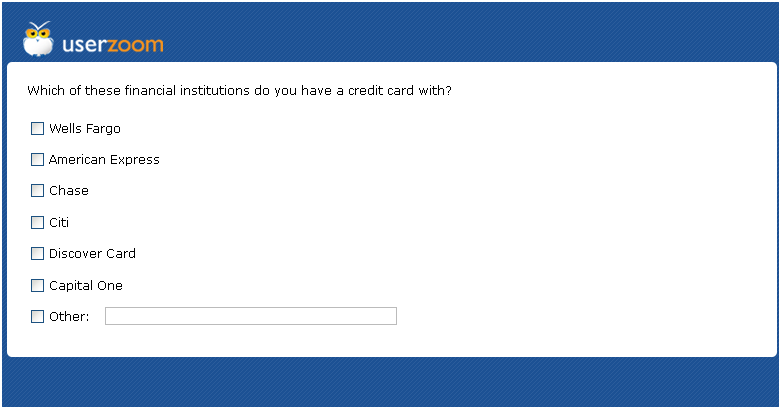 userzoom
Which of these financial institutions do you have a credit card with?
Wells Fargo
American Express
Chase
Citi
Discover Card
Capital One
Other: